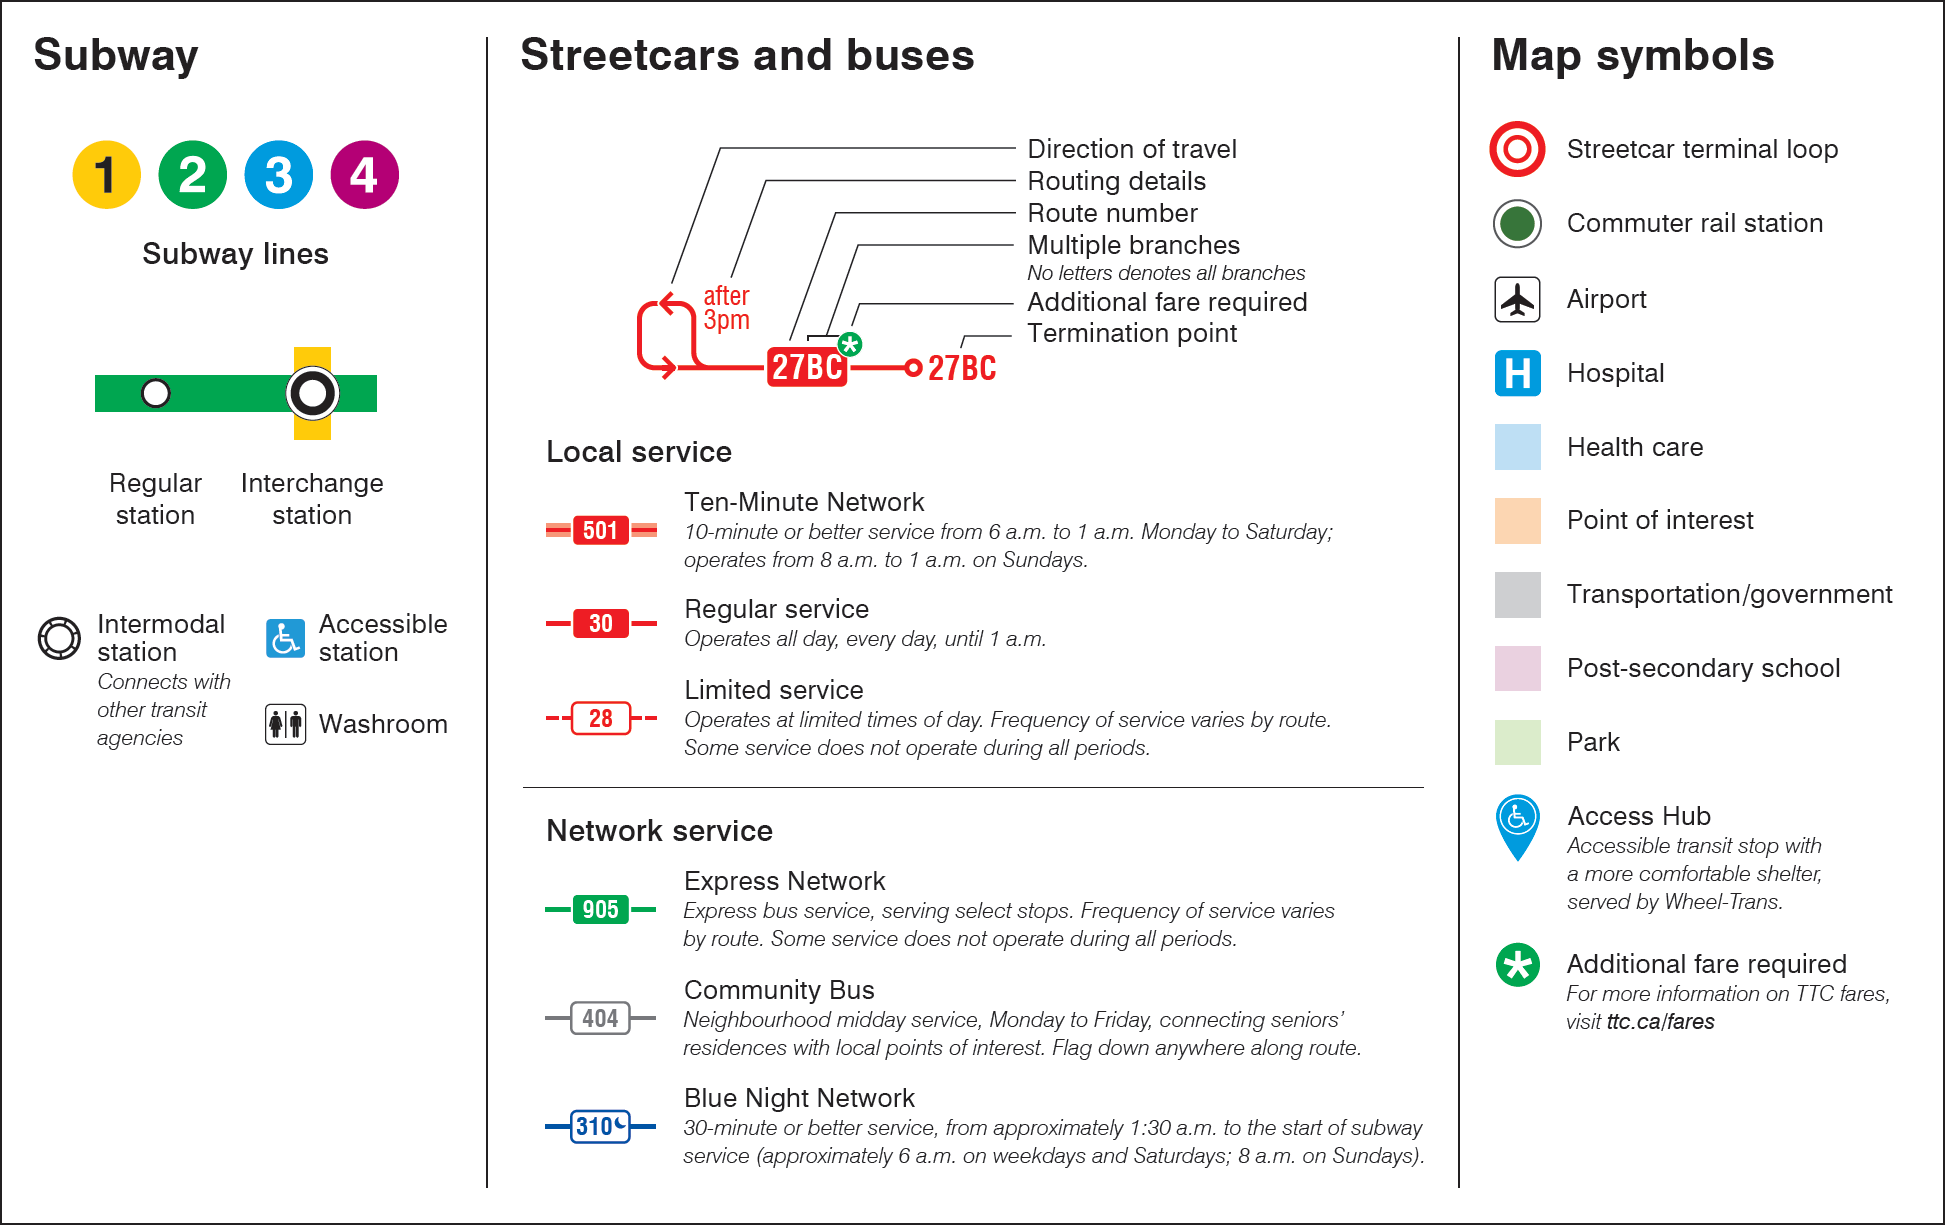 Subway
1 2 3 4
Subway lines
Regular
station
Interchange
station
Intermodal
station
Connects with
other transit
agencies
Accessible
station
Washroom
Streetcars and buses
Direction of travel
Routing details
Route number
Multiple branches
No letters denotes all branches
Additional fare required
Termination point
after
3pm
27BC
27BC
Local service
501
Ten-Minute Network
10-minute or better service from 6 a.m. to 1 a.m. Monday to Saturday;
operates from 8 a.m. to 1 a.m. on Sundays.
30
Regular service
Operates all day, every day, until 1 a.m.
28
Limited service
Operates at limited times of day. Frequency of service varies by route.
Some service does not operate during all periods.
Network service
905
Express Network
Express bus service, serving select stops. Frequency of service varies
by route. Some service does not operate during all periods.
404
Community Bus
Neighbourhood midday service, Monday to Friday, connecting seniors’
residences with local points of interest. Flag down anywhere along route.
310
Blue Night Network
30-minute or better service, from approximately 1:30 a.m. to the start of subway
service (approximately 6 a.m. on weekdays and Saturdays; 8 a.m. on Sundays).
Map symbols
Streetcar terminal loop
Commuter rail station
Airport
H
Hospital
Health care
Point of interest
Transportation/government
Post-secondary school
Park
Access Hub
Accessible transit stop with
a more comfortable shelter,
served by Wheel-Trans.
Additional fare required
For more information on TTC fares,
visit ttc.ca/fares